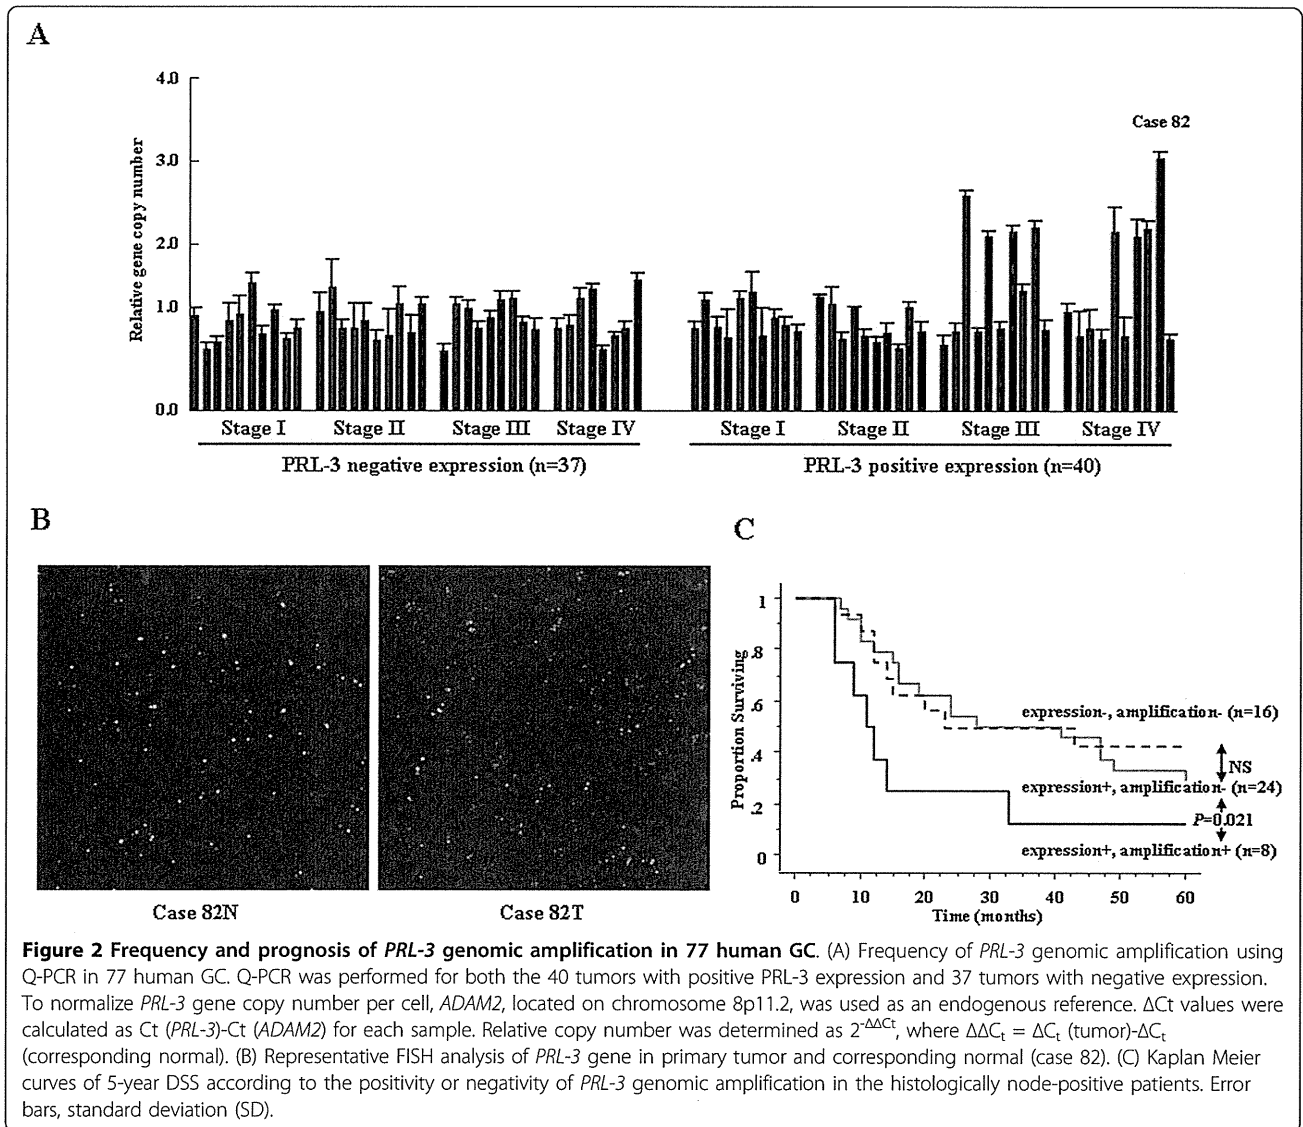 A
4.0
3.0
2.0
1.0
0.0
Relative gene copy number
Case 82
Stage I Stage II Stage III Stage IV Stage I Stage II Stage III Stage IV
PRL-3 negative expression (n=37) PRL-3 positive expression (n=40)
B
Case 82N Case 82T
C
1
.8
.6
.4
.2
0
Proportion Surviving
expression-, amplification- (n=16)
NS
expression+, amplification- (n=24)
P=0.021
expression+, amplification+ (n=8)
0 10 20 30 40 50 60
Time (months)
Figure 2 Frequency and prognosis of PRL-3 genomic amplification in 77 human GC. (A) Frequency of PRL-3 genomic amplification using
Q-PCR in 77 human GC. Q-PCR was performed for both the 40 tumors with positive PRL-3 expression and 37 tumors with negative expression.
To normalize PRL-3 gene copy number per cell, ADAM2, located on chromosome 8p11.2, was used as an endogenous reference. ΔCt values were
calculated as Ct (PRL-3)-Ct (ADAM2) for each sample. Relative copy number was determined as 2^-ΔΔCt, where ΔΔCt = ΔCt (tumor)-ΔCt
(corresponding normal). (B) Representative FISH analysis of PRL-3 gene in primary tumor and corresponding normal (case 82). (C) Kaplan Meier
curves of 5-year DSS according to the positivity or negativity of PRL-3 genomic amplification in the histologically node-positive patients. Error
bars, standard deviation (SD).